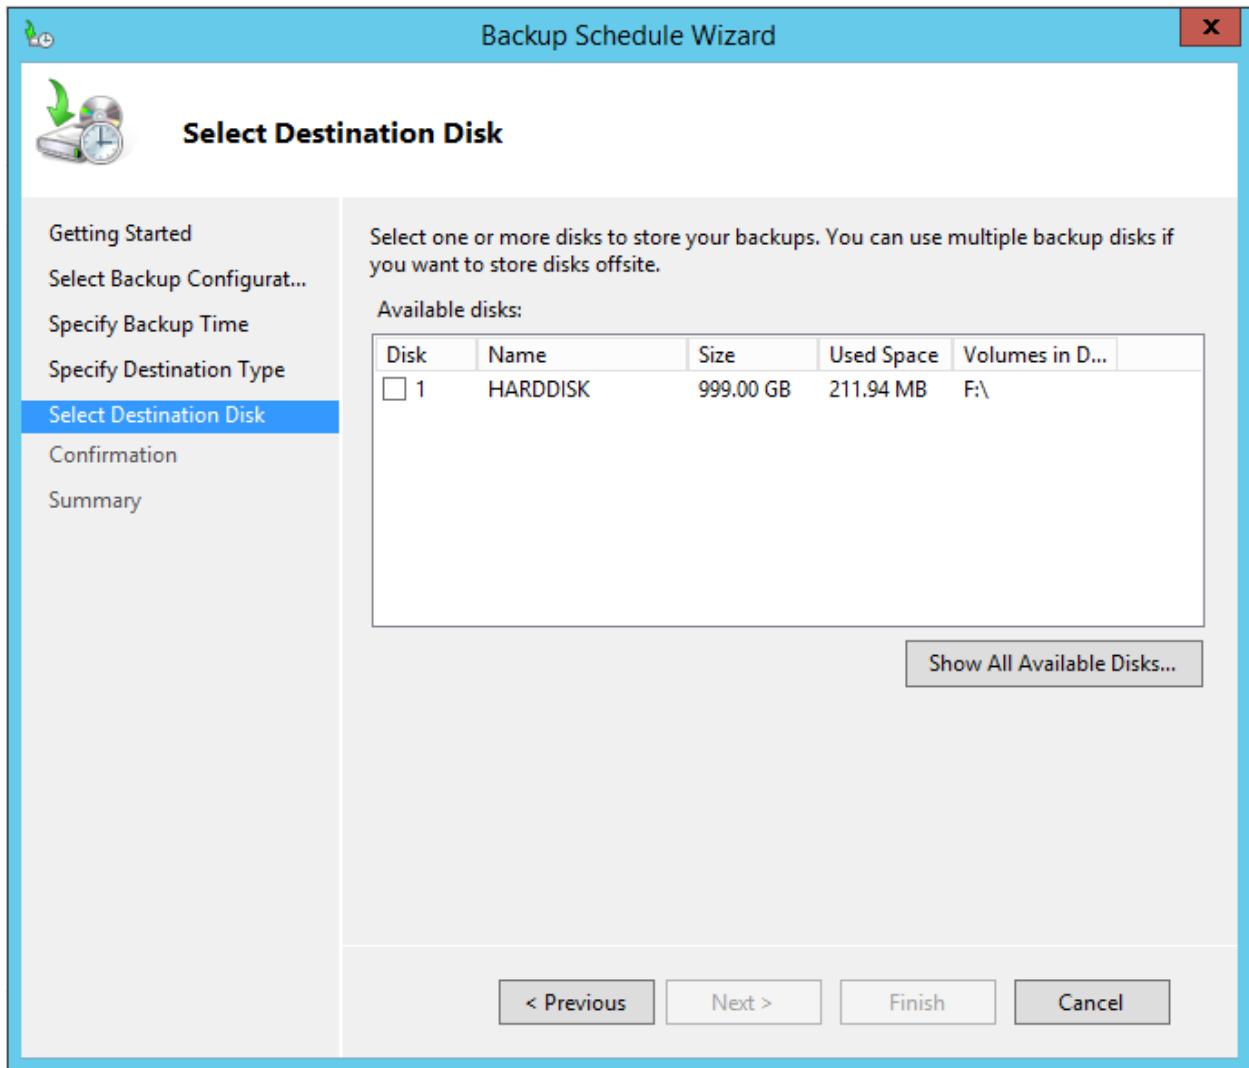 Backup Schedule Wizard
X
Select Destination Disk
Getting Started
Select Backup Configurat...
Specify Backup Time
Specify Destination Type
Select Destination Disk
Confirmation
Summary
Select one or more disks to store your backups. You can use multiple backup disks if
you want to store disks offsite.
Available disks:
Disk Name Size Used Space Volumes in D...
1 HARDDISK 999.00 GB 211.94 MB F:\
Show All Available Disks...
< Previous Next > Finish Cancel